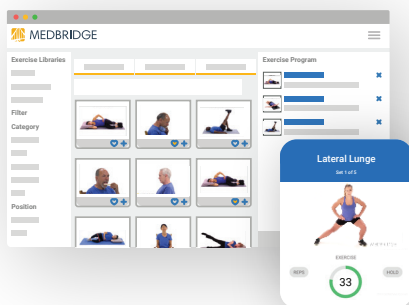 MEDBRIDGE
Exercise Libraries
Filter
Category
Position
Exercise Program
Lateral Lunge
Set 1 of 5
EXERCISE
REPS
33
HOLD